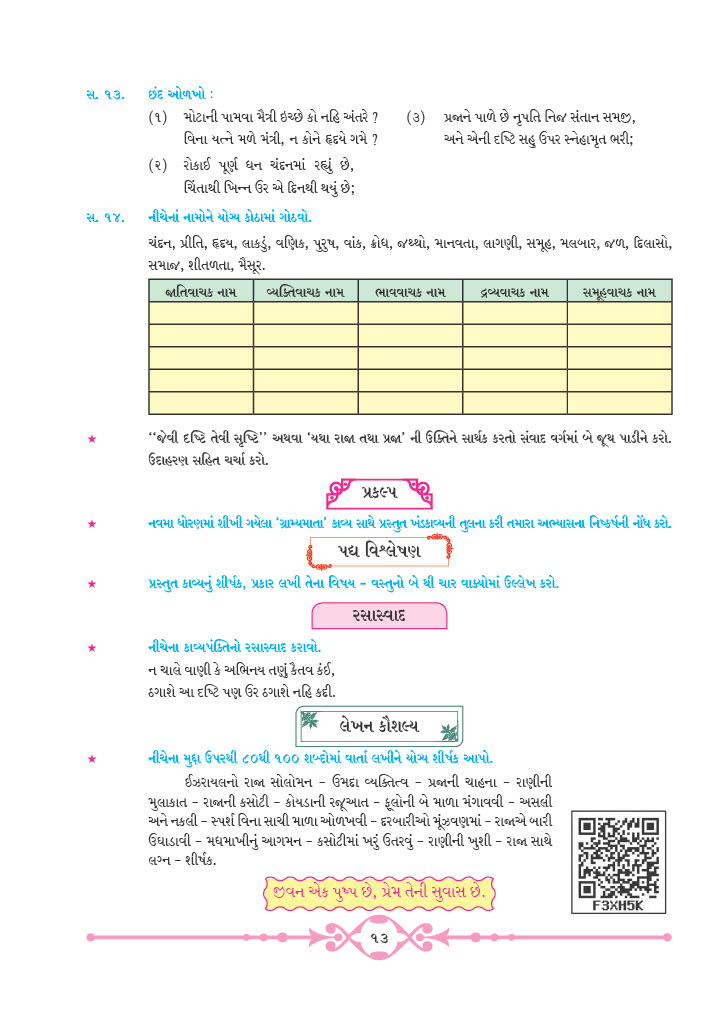 સ. ૧૩. છંદ ઓળખો :
(૧) મોટાની પામવા મૈત્રી ઇચ્છે કો નહિ અંતરે ?
વિના યત્ને મળે મંત્રી, ન કોને હૃદયે ગમે ?
(૨) રોકાઈ પૂર્ણ ઘન ચંદનમાં રહ્યું છે,
ચિંતાથી ખિન્ન ઉર એ દિનથી થયું છે;
(૩) પ્રજાને પાળે છે નૃપતિ નિજ સંતાન સમજી,
અને એની દષ્ટિ સહુ ઉપર સ્નેહામૃત ભરી;
સ. ૧૪. નીચેનાં નામોને યોગ્ય કોઠામાં ગોઠવો.
ચંદન, પ્રીતિ, હૃદય, લાકડું, વણિક, પુરુષ, વાંક, ક્રોધ, જથ્થો, માનવતા, લાગણી, સમૂહ, મલબાર, જળ, દિલાસો,
સમાજ, શીતળતા, મૈસૂર.
જાતિવાચક નામ વ્યક્તિવાચક નામ ભાવવાચક નામ દ્રવ્યવાચક નામ સમૂહવાચક નામ
★ ‘‘જેવી દષ્ટિ તેવી સૃષ્ટિ’’ અથવા ‘યથા રાજા તથા પ્રજા’ ની ઉક્તિને સાર્થક કરતો સંવાદ વર્ગમાં બે જૂથ પાડીને કરો.
ઉદાહરણ સહિત ચર્ચા કરો.
પ્રકલ્પ
★ નવમા ધોરણમાં શીખી ગયેલા ‘ગ્રામ્યમાતા’ કાવ્ય સાથે પ્રસ્તુત ખંડકાવ્યની તુલના કરી તમારા અભ્યાસના નિષ્કર્ષની નોંધ કરો.
પદ્ય વિશ્લેષણ
★ પ્રસ્તુત કાવ્યનું શીર્ષક, પ્રકાર લખી તેના વિષય – વસ્તુનો બે થી ચાર વાક્યોમાં ઉલ્લેખ કરો.
રસાસ્વાદ
★ નીચેના કાવ્યપંક્તિનો રસાસ્વાદ કરાવો.
ન ચાલે વાણી કે અભિનય તણું કૈતવ કંઈ,
ઠગાશે આ દષ્ટિ પણ ઉર ઠગાશે નહિ કદી.
લેખન કૌશલ્ય
★ નીચેના મુદ્દા ઉપરથી ૮૦થી ૧૦૦ શબ્દોમાં વાર્તા લખીને યોગ્ય શીર્ષક આપો.
ઈઝરાયલનો રાજા સોલોમન – ઉમદા વ્યક્તિત્વ – પ્રજાની ચાહના – રાણીની
મુલાકાત – રાજાની કસોટી – કોયડાની રજૂઆત – ફૂલોની બે માળા મંગાવવી – અસલી
અને નકલી – સ્પર્શ વિના સાચી માળા ઓળખવી – દરબારીઓ મૂંઝવણમાં – રાજાએ બારી
ઉઘાડાવી – મધમાખીનું આગમન – કસોટીમાં ખરું ઉતરવું – રાણીની ખુશી – રાજા સાથે
લગ્ન – શીર્ષક.
F3XH5K
જીવન એક પુષ્પ છે, પ્રેમ તેની સુવાસ છે.
૧૩